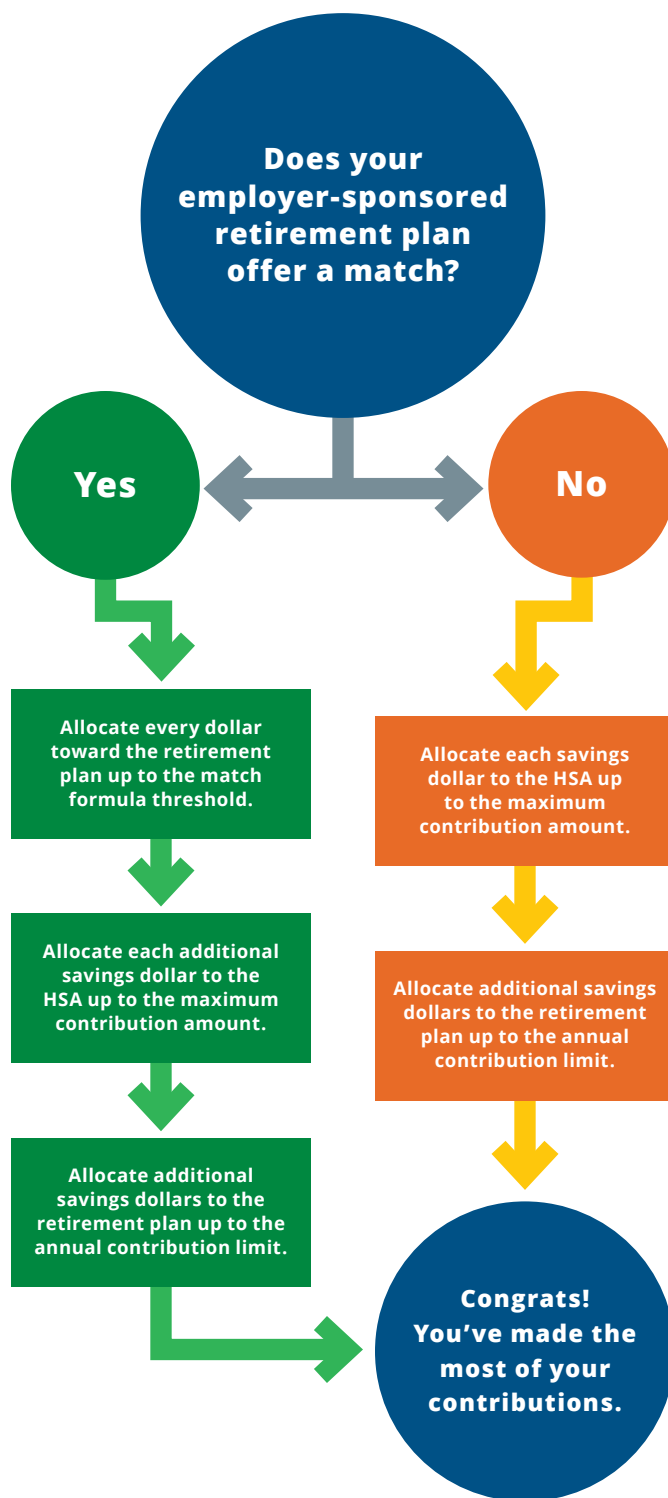 Does your
employer-sponsored
retirement plan
offer a match?
Yes
No
Allocate every dollar
toward the retirement
plan up to the match
formula threshold.
Allocate each additional
savings dollar to the
HSA up to the maximum
contribution amount.
Allocate additional
savings dollars to the
retirement plan up to the
annual contribution limit.
Allocate each savings
dollar to the HSA up
to the maximum
contribution amount.
Allocate additional savings
dollars to the retirement
plan up to the annual
contribution limit.
Congrats!
You’ve made the
most of your
contributions.